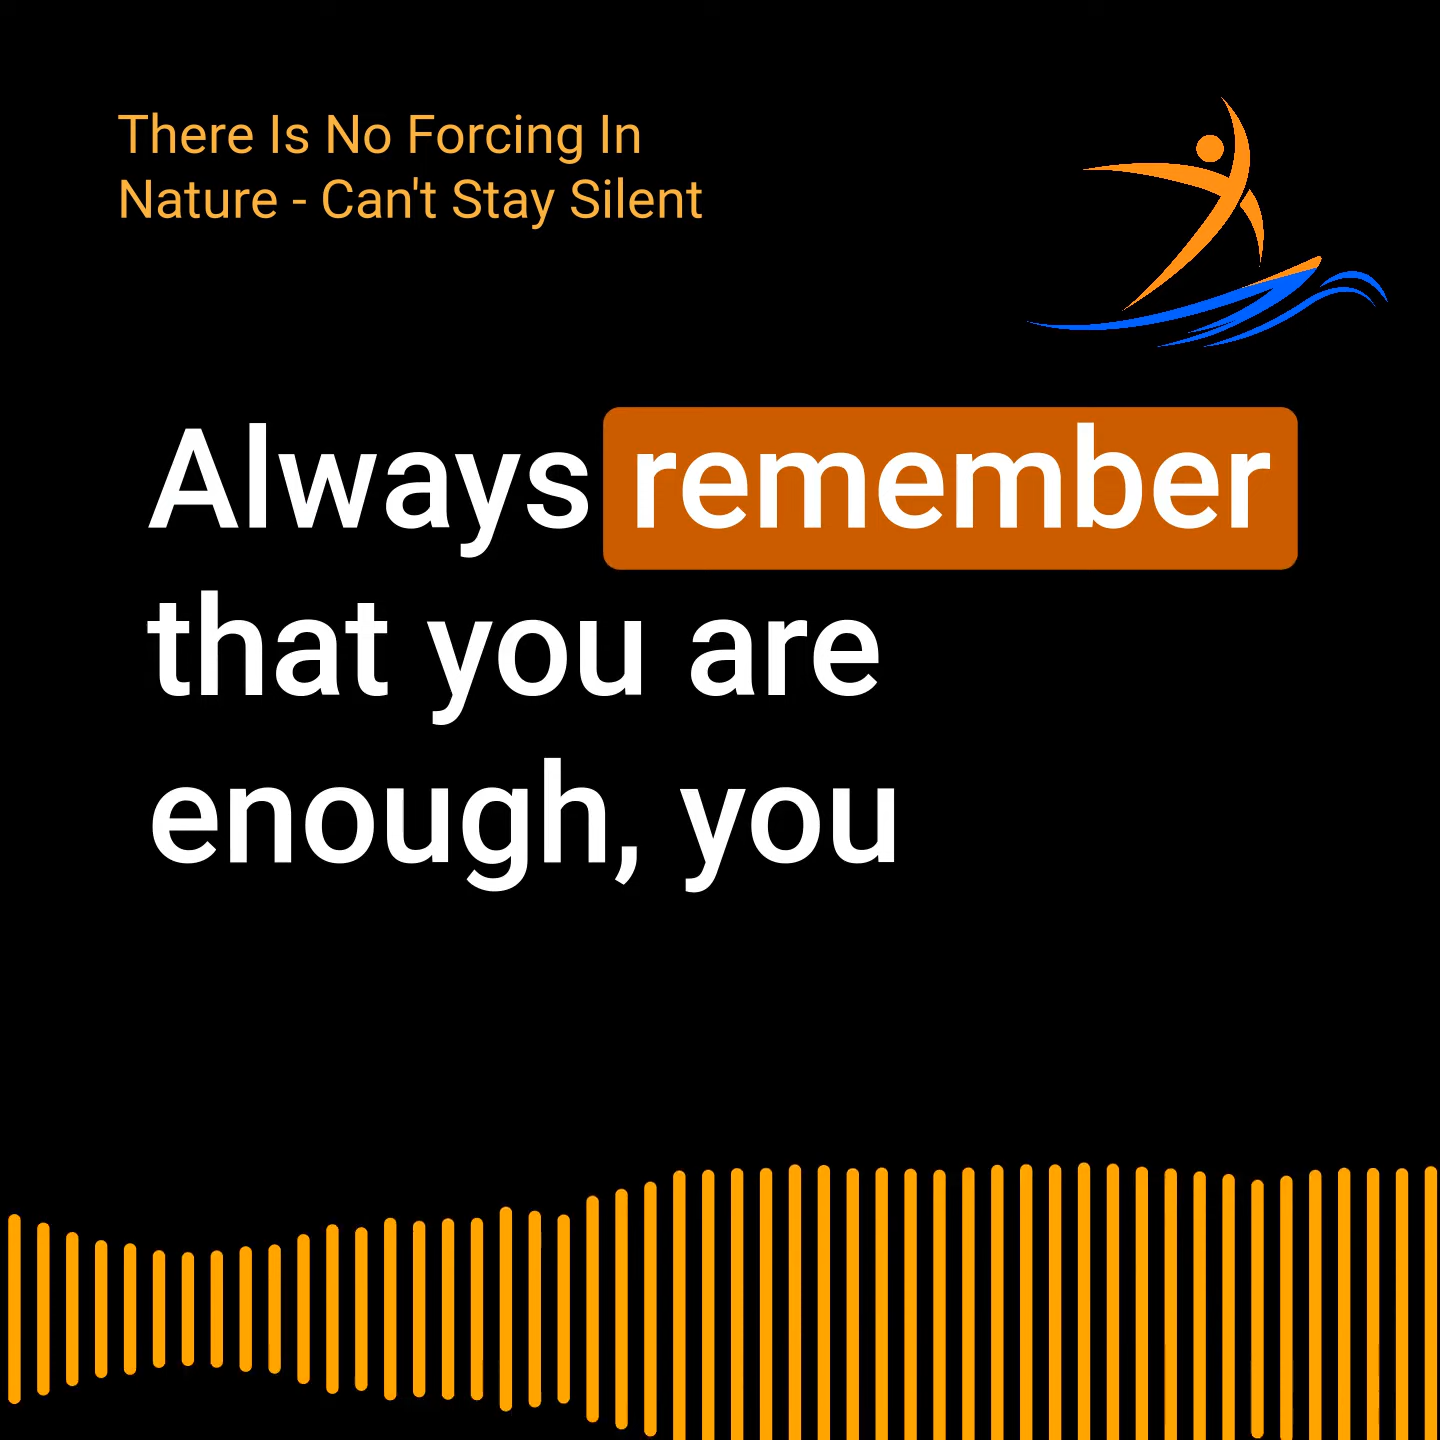 There Is No Forcing In
Nature - Can't Stay Silent
Always remember
that you are
enough, you